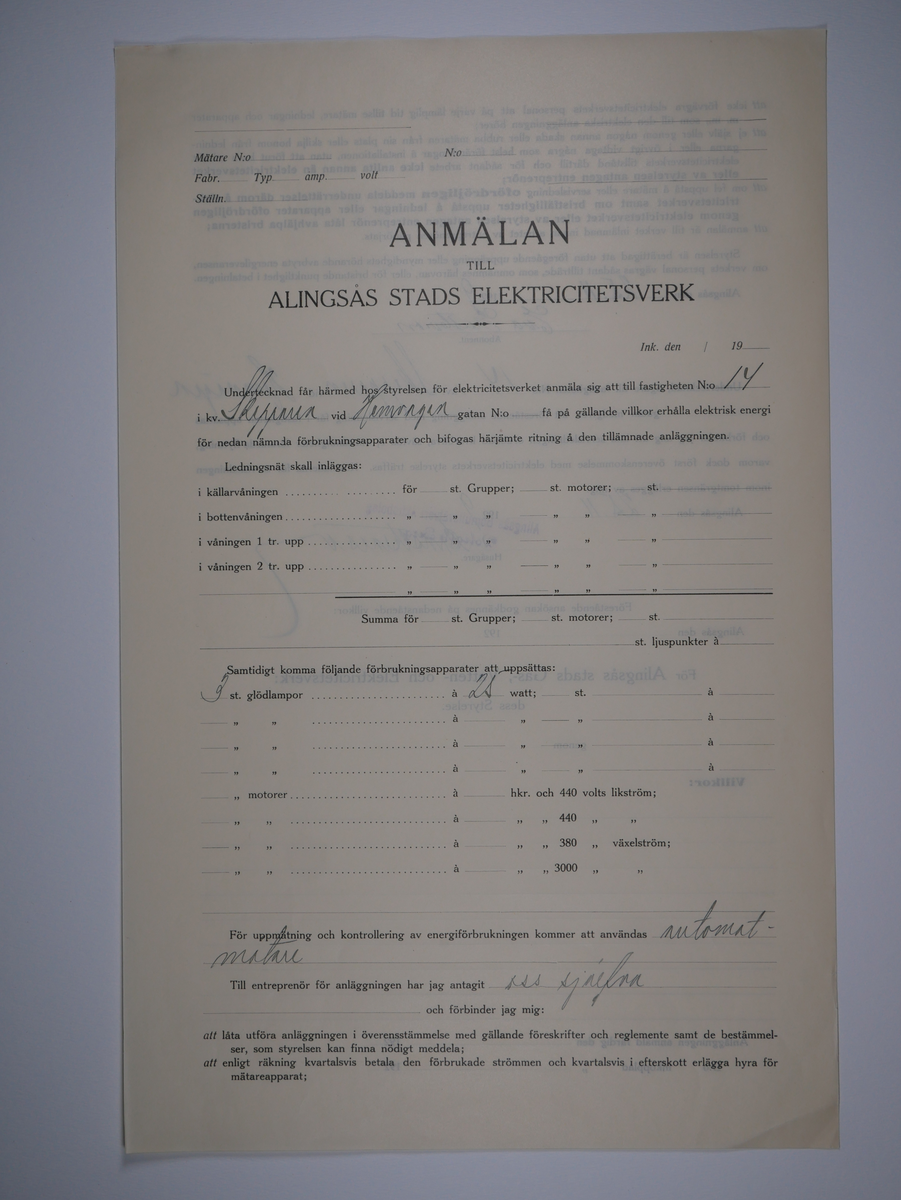 Mätare N:o N:o
Fabr. Typ. amp. volt
Ställn.
ANMÄLAN
TILL
ALINGSÅS STADS ELEKTRICITETSVERK
Ink. den / 19
Undertecknad får härmed hos styrelsen för elektricitetsverket anmäla sig att till fastigheten N:o 14
i kv. Skepparen vid Hemvägen gatan N:o få på gällande villkor erhålla elektrisk energi
för nedan nämnda förbrukningsapparater och bifogas härjämte ritning å den tillämnade anläggningen.
Ledningsnät skall inläggas:
i källarvåningen för st. Grupper; st. motorer; st.
i bottenvåningen „ „ „ „ „ „
i våningen 1 tr. upp „ „ „ „ „ „
i våningen 2 tr. upp „ „ „ „ „ „
„ „ „ „ „ „
Summa för st. Grupper; st. motorer; st.
st. ljuspunkter à
Samtidigt komma följande förbrukningsapparater att uppsättas:
9 st. glödlampor à 25 watt; st. à
„ „ à „ „ à
„ „ à „ „ à
„ „ à „ „ à
„ motorer à hkr. och 440 volts likström;
„ „ à „ „ 440 „ „
„ „ à „ „ 380 „ växelström;
„ „ à „ „ 3000 „ „
För uppmätning och kontrollering av energiförbrukningen kommer att användas automat-
mätare
Till entreprenör för anläggningen har jag antagit oss sjäfva
och förbinder jag mig:
att låta utföra anläggningen i överensstämmelse med gällande föreskrifter och reglemente samt de bestämmel-
ser, som styrelsen kan finna nödigt meddela;
att enligt räkning kvartalsvis betala den förbrukade strömmen och kvartalsvis i efterskott erlägga hyra för
mätareapparat;